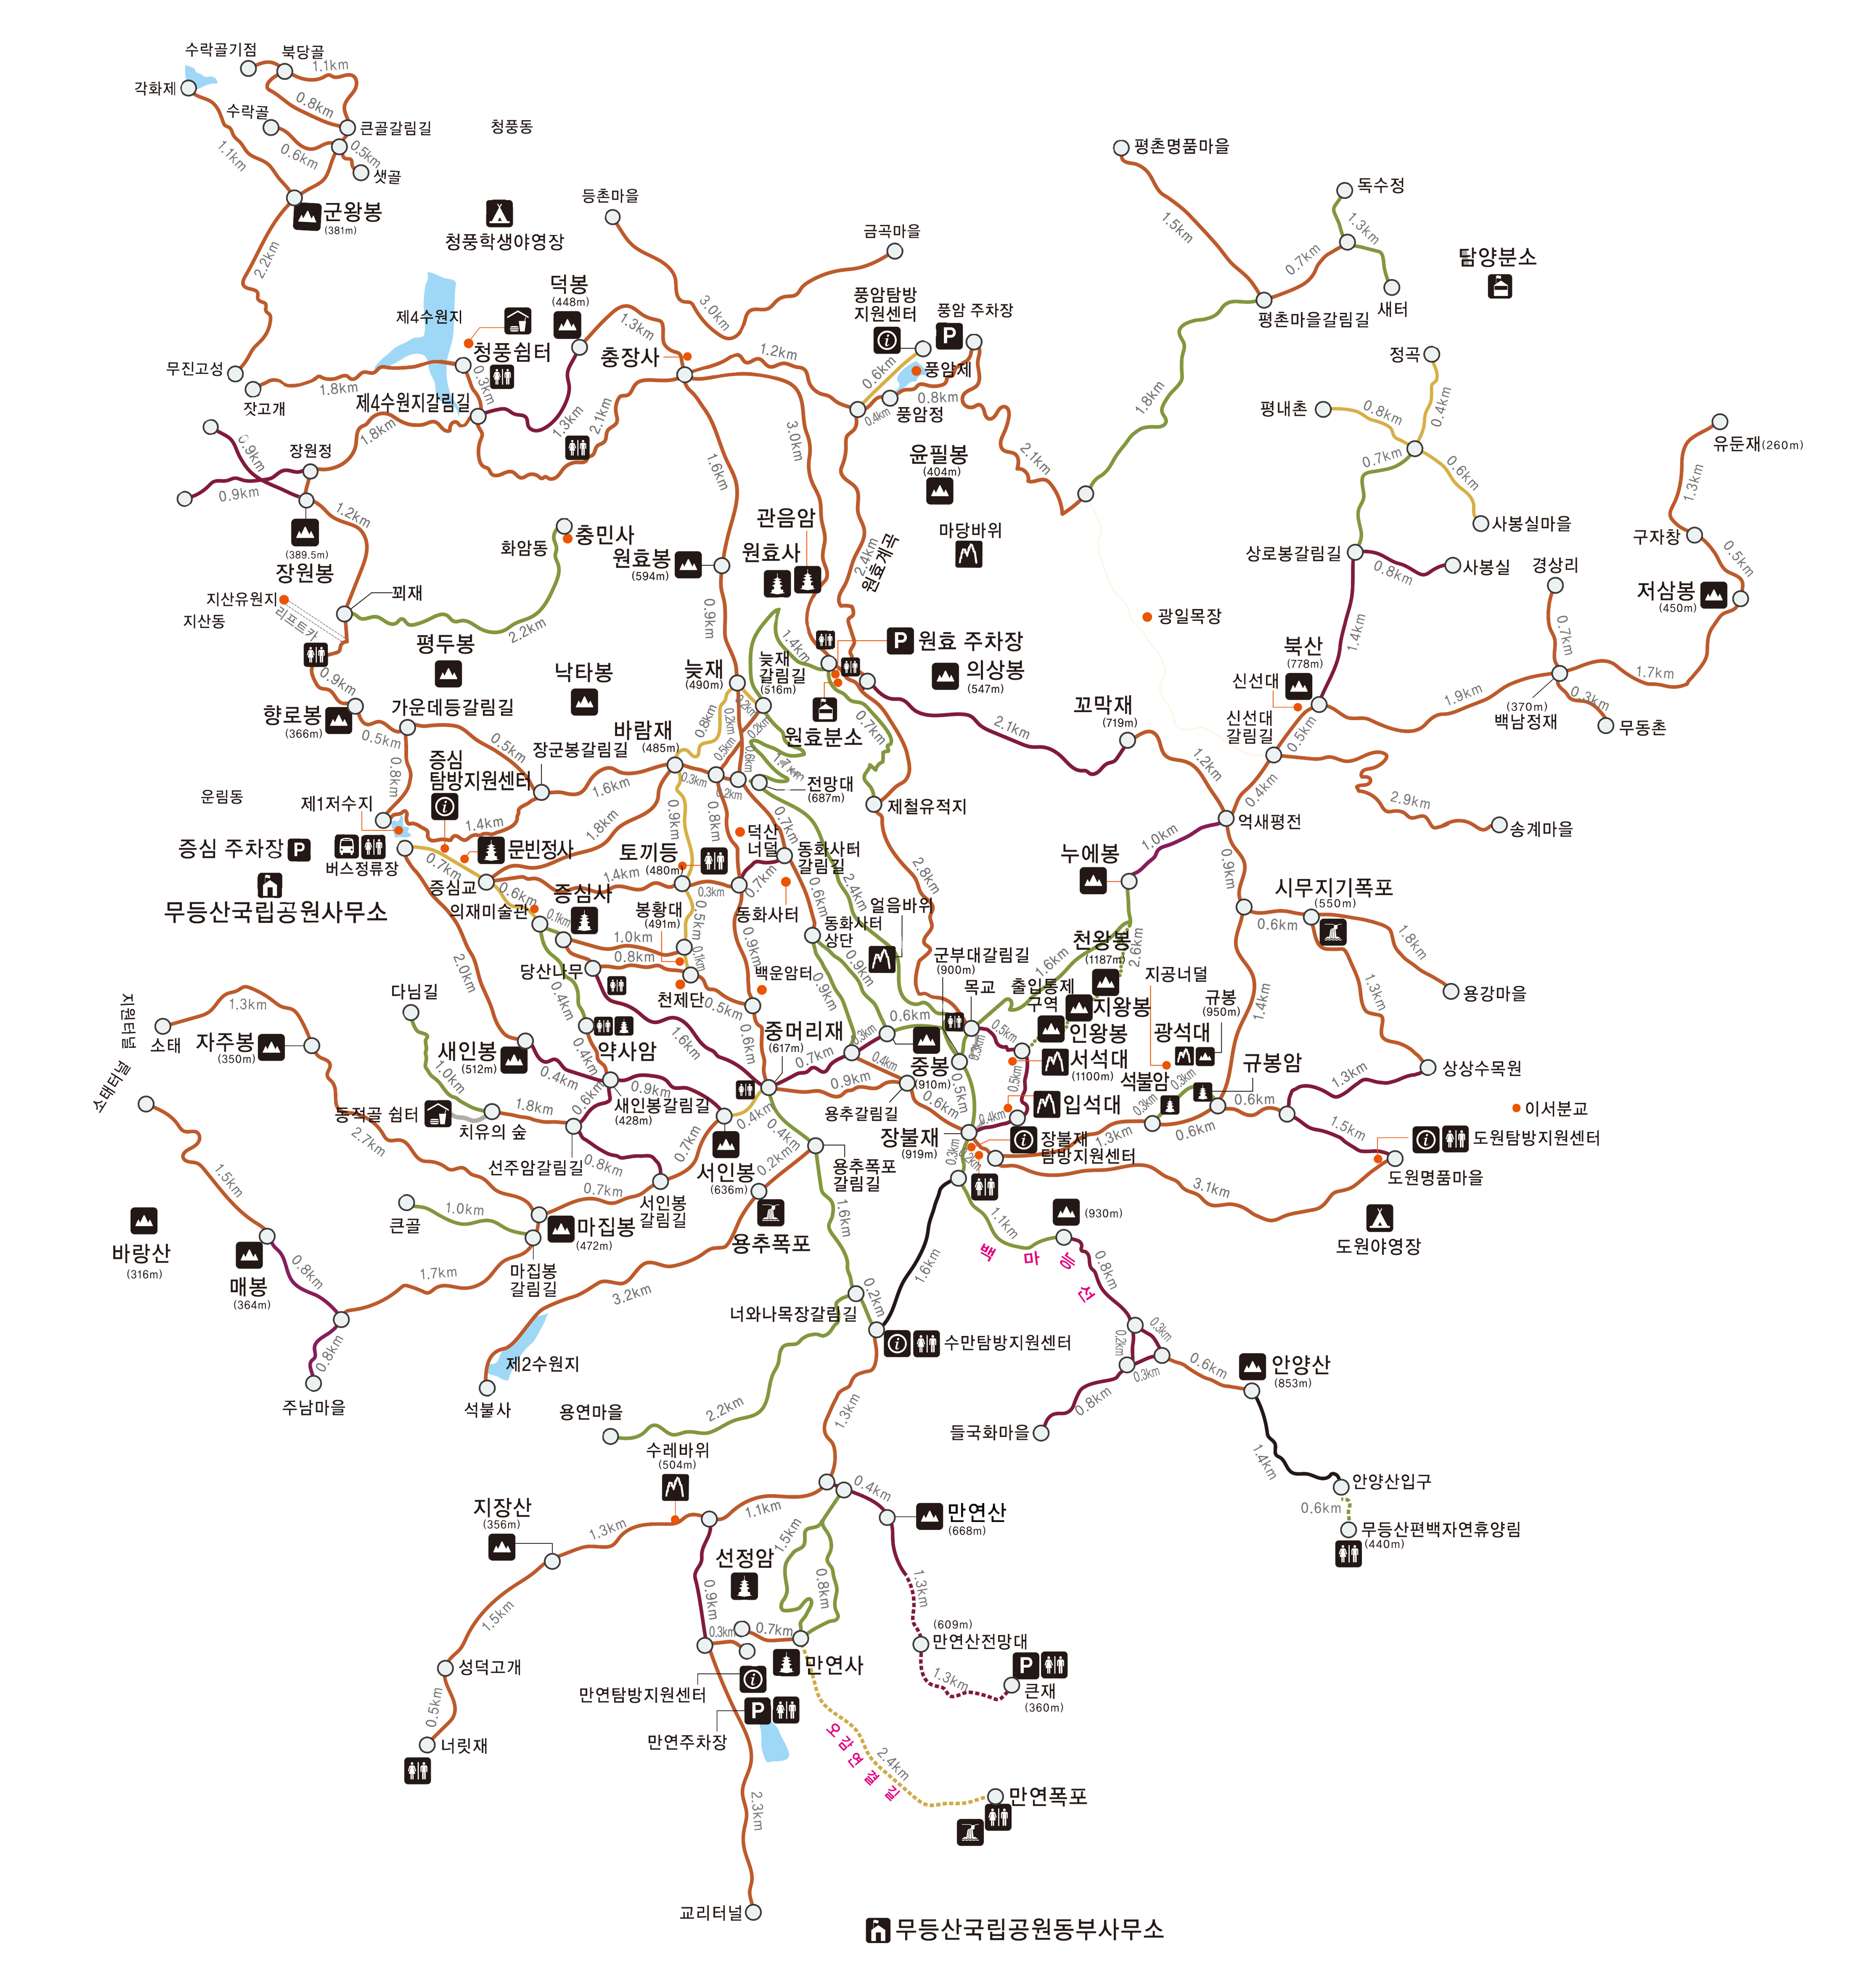 수락골기점
북당골
1.1km
각화제
0.8km
수락골
큰골갈림길
청풍동
1.1km
0.6km
0.5km
샛골
군왕봉
(381m)
2.2km
청풍학생야영장
등촌마을
금곡마을
3.0km
평촌명품마을
1.5km
독수정
1.3km
0.7km
새터
평촌마을갈림길
담양분소
덕봉
(448m)
제4수원지
청풍쉼터
1.3km
충장사
1.2km
풍암탐방
지원센터
풍암 주차장
P
0.6km
풍암제
0.8km
0.4km
풍암정
무진고성
잣고개
1.8km
0.3km
제4수원지갈림길
1.3km
2.1km
1.8km
장원정
0.9km
0.9km
1.2km
(389.5m)
장원봉
3.0km
1.6km
윤필봉
(404m)
2.1km
1.8km
정곡
0.4km
평내촌
0.8km
0.7km
0.6km
사봉실마을
유둔재(260m)
1.3km
구자창
0.5km
저삼봉
(450m)
상로봉갈림길
0.8km
사봉실
경상리
0.7km
1.7km
1.4km
북산
(778m)
신선대
신선대
갈림길
1.9km
(370m)
백남정재
0.3km
무동촌
0.5km
0.4km
2.9km
송계마을
화암동
충민사
원효봉
(594m)
관음암
원효사
마당바위
2.4km
원효계곡
지산유원지
리프트카
지산동
꾀재
2.2km
평두봉
낙타봉
0.9km
늦재
(490m)
늦재
갈림길
(516m)
1.4km
P
원효 주차장
의상봉
(547m)
광일목장
꼬막재
(719m)
2.1km
1.2km
0.9km
향로봉
(366m)
가운데등갈림길
0.5km
0.5km
0.8km
장군봉갈림길
바람재
(485m)
0.8km
0.2km
0.2km
0.2km
0.5km
0.6km
원효분소
1.7km
0.7km
전망대
(687m)
제철유적지
증심
탐방지원센터
1.6km
0.3km
0.2km
운림동
제1저수지
1.4km
1.8km
0.9km
0.8km
0.7km
증심 주차장
P
버스정류장
무등산국립공원사무소
0.7km
문빈정사
증심교
토끼등
(480m)
1.4km
0.3km
덕산
너덜
0.7km
동화사터
갈림길
동화사터
0.6km
2.4km
2.8km
억새평전
1.0km
누에봉
0.9km
시무지기폭포
(550m)
0.6km
1.8km
용강마을
1.3km
의재미술관
0.6km
0.1km
증심사
1.0km
봉황대
(491m)
0.5km
0.1km
0.8km
당산나무
천제단
0.5km
백운암터
0.9km
동화사터
상단
0.9km
0.9km
얼음바위
군부대갈림길
(900m)
목교
1.6km
천왕봉
(1187m)
2.6km
출입통제
구역
지왕봉
인왕봉
지공너덜
규봉
(950m)
광석대
1.4km
서석대
(1100m)
석불암
규봉암
입석대
0.5km
0.5km
0.3km
0.5km
0.4km
0.3km
0.3km
0.6km
0.6km
1.3km
상상수목원
1.3km
1.5km
이서분교
도원탐방지원센터
도원명품마을
3.1km
도원야영장
지원터널
소태터널
소태
1.3km
자주봉
(350m)
2.0km
다님길
1.0km
새인봉
(512m)
0.4km
0.4km
0.4km
약사암
1.6km
0.9km
0.6km
0.6km
중머리재
(617m)
0.7km
0.3km
0.4km
0.6km
중봉
(910m)
0.9km
용추갈림길
0.6km
장불재
(919m)
장불재
탐방지원센터
0.3km
0.2km
동적골 쉼터
치유의 숲
1.8km
새인봉갈림길
(428m)
0.4km
0.4km
용추폭포
갈림길
2.7km
선주암갈림길
0.8km
0.7km
서인봉
(636m)
0.2km
용추폭포
0.7km
서인봉
갈림길
큰골
1.0km
마집봉
(472m)
마집봉
갈림길
1.5km
바랑산
(316m)
매봉
(364m)
0.8km
1.7km
0.8km
주남마을
3.2km
제2수원지
석불사
1.6km
1.6km
0.2km
너와나목장갈림길
수만탐방지원센터
1.1km
(930m)
백마능선
0.8km
0.2km
0.3km
0.3km
0.6km
안양산
(853m)
0.8km
들국화마을
1.4km
안양산입구
0.6km
무등산편백자연휴양림
(440m)
용연마을
2.2km
1.3km
수레바위
(504m)
지장산
(356m)
1.3km
1.1km
0.4km
만연산
(668m)
1.5km
0.8km
1.3km
선정암
0.9km
0.3km
0.7km
만연사
(609m)
만연산전망대
1.3km
P
큰재
(360m)
1.5km
성덕고개
0.5km
너릿재
만연탐방지원센터
P
만연주차장
오감연결길
2.4km
만연폭포
2.3km
교리터널
무등산국립공원동부사무소